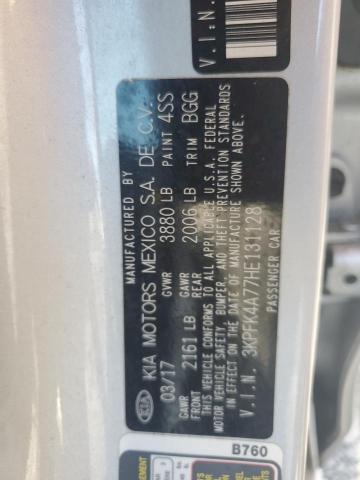 MANUFACTURED BY
KIA KIA MOTORS MEXICO S.A. DE C.V.
03/17 GVWR 3880 LB PAINT 4SS
GAWR FRONT 2161 LB GAWR REAR 2006 LB TRIM BGG
THIS VEHICLE CONFORMS TO ALL APPLICABLE U.S.A. FEDERAL
MOTOR VEHICLE SAFETY, BUMPER, AND THEFT PREVENTION STANDARDS
IN EFFECT ON THE DATE OF MANUFACTURE SHOWN ABOVE.
V.I.N. 3KPFK4A77HE131128
PASSENGER CAR
V.I.N.
B760